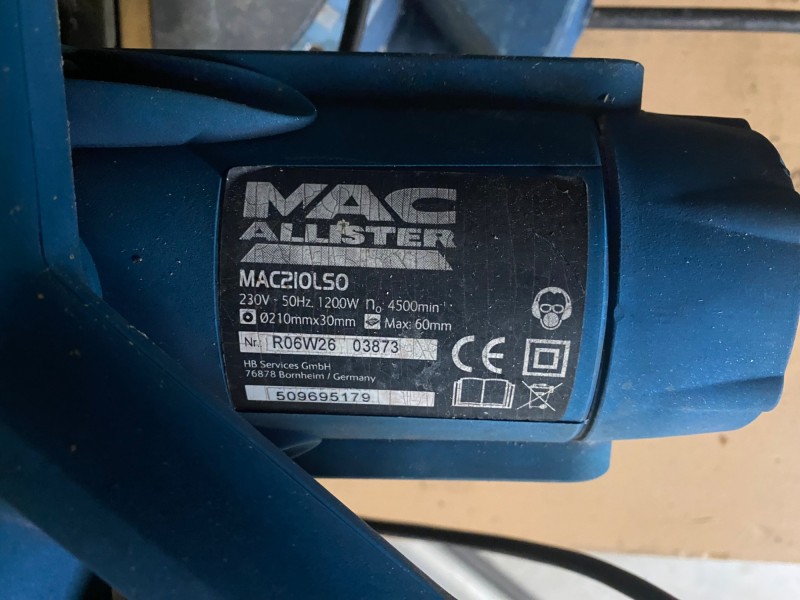 MAC
ALLISTER
MAC210LSO
230V - 50Hz, 1200W n₀ 4500min⁻¹
Ø210mmx30mm Max: 60mm
Nr. R06W26 03873
HB Services GmbH
76878 Bornheim / Germany
509695179
CE